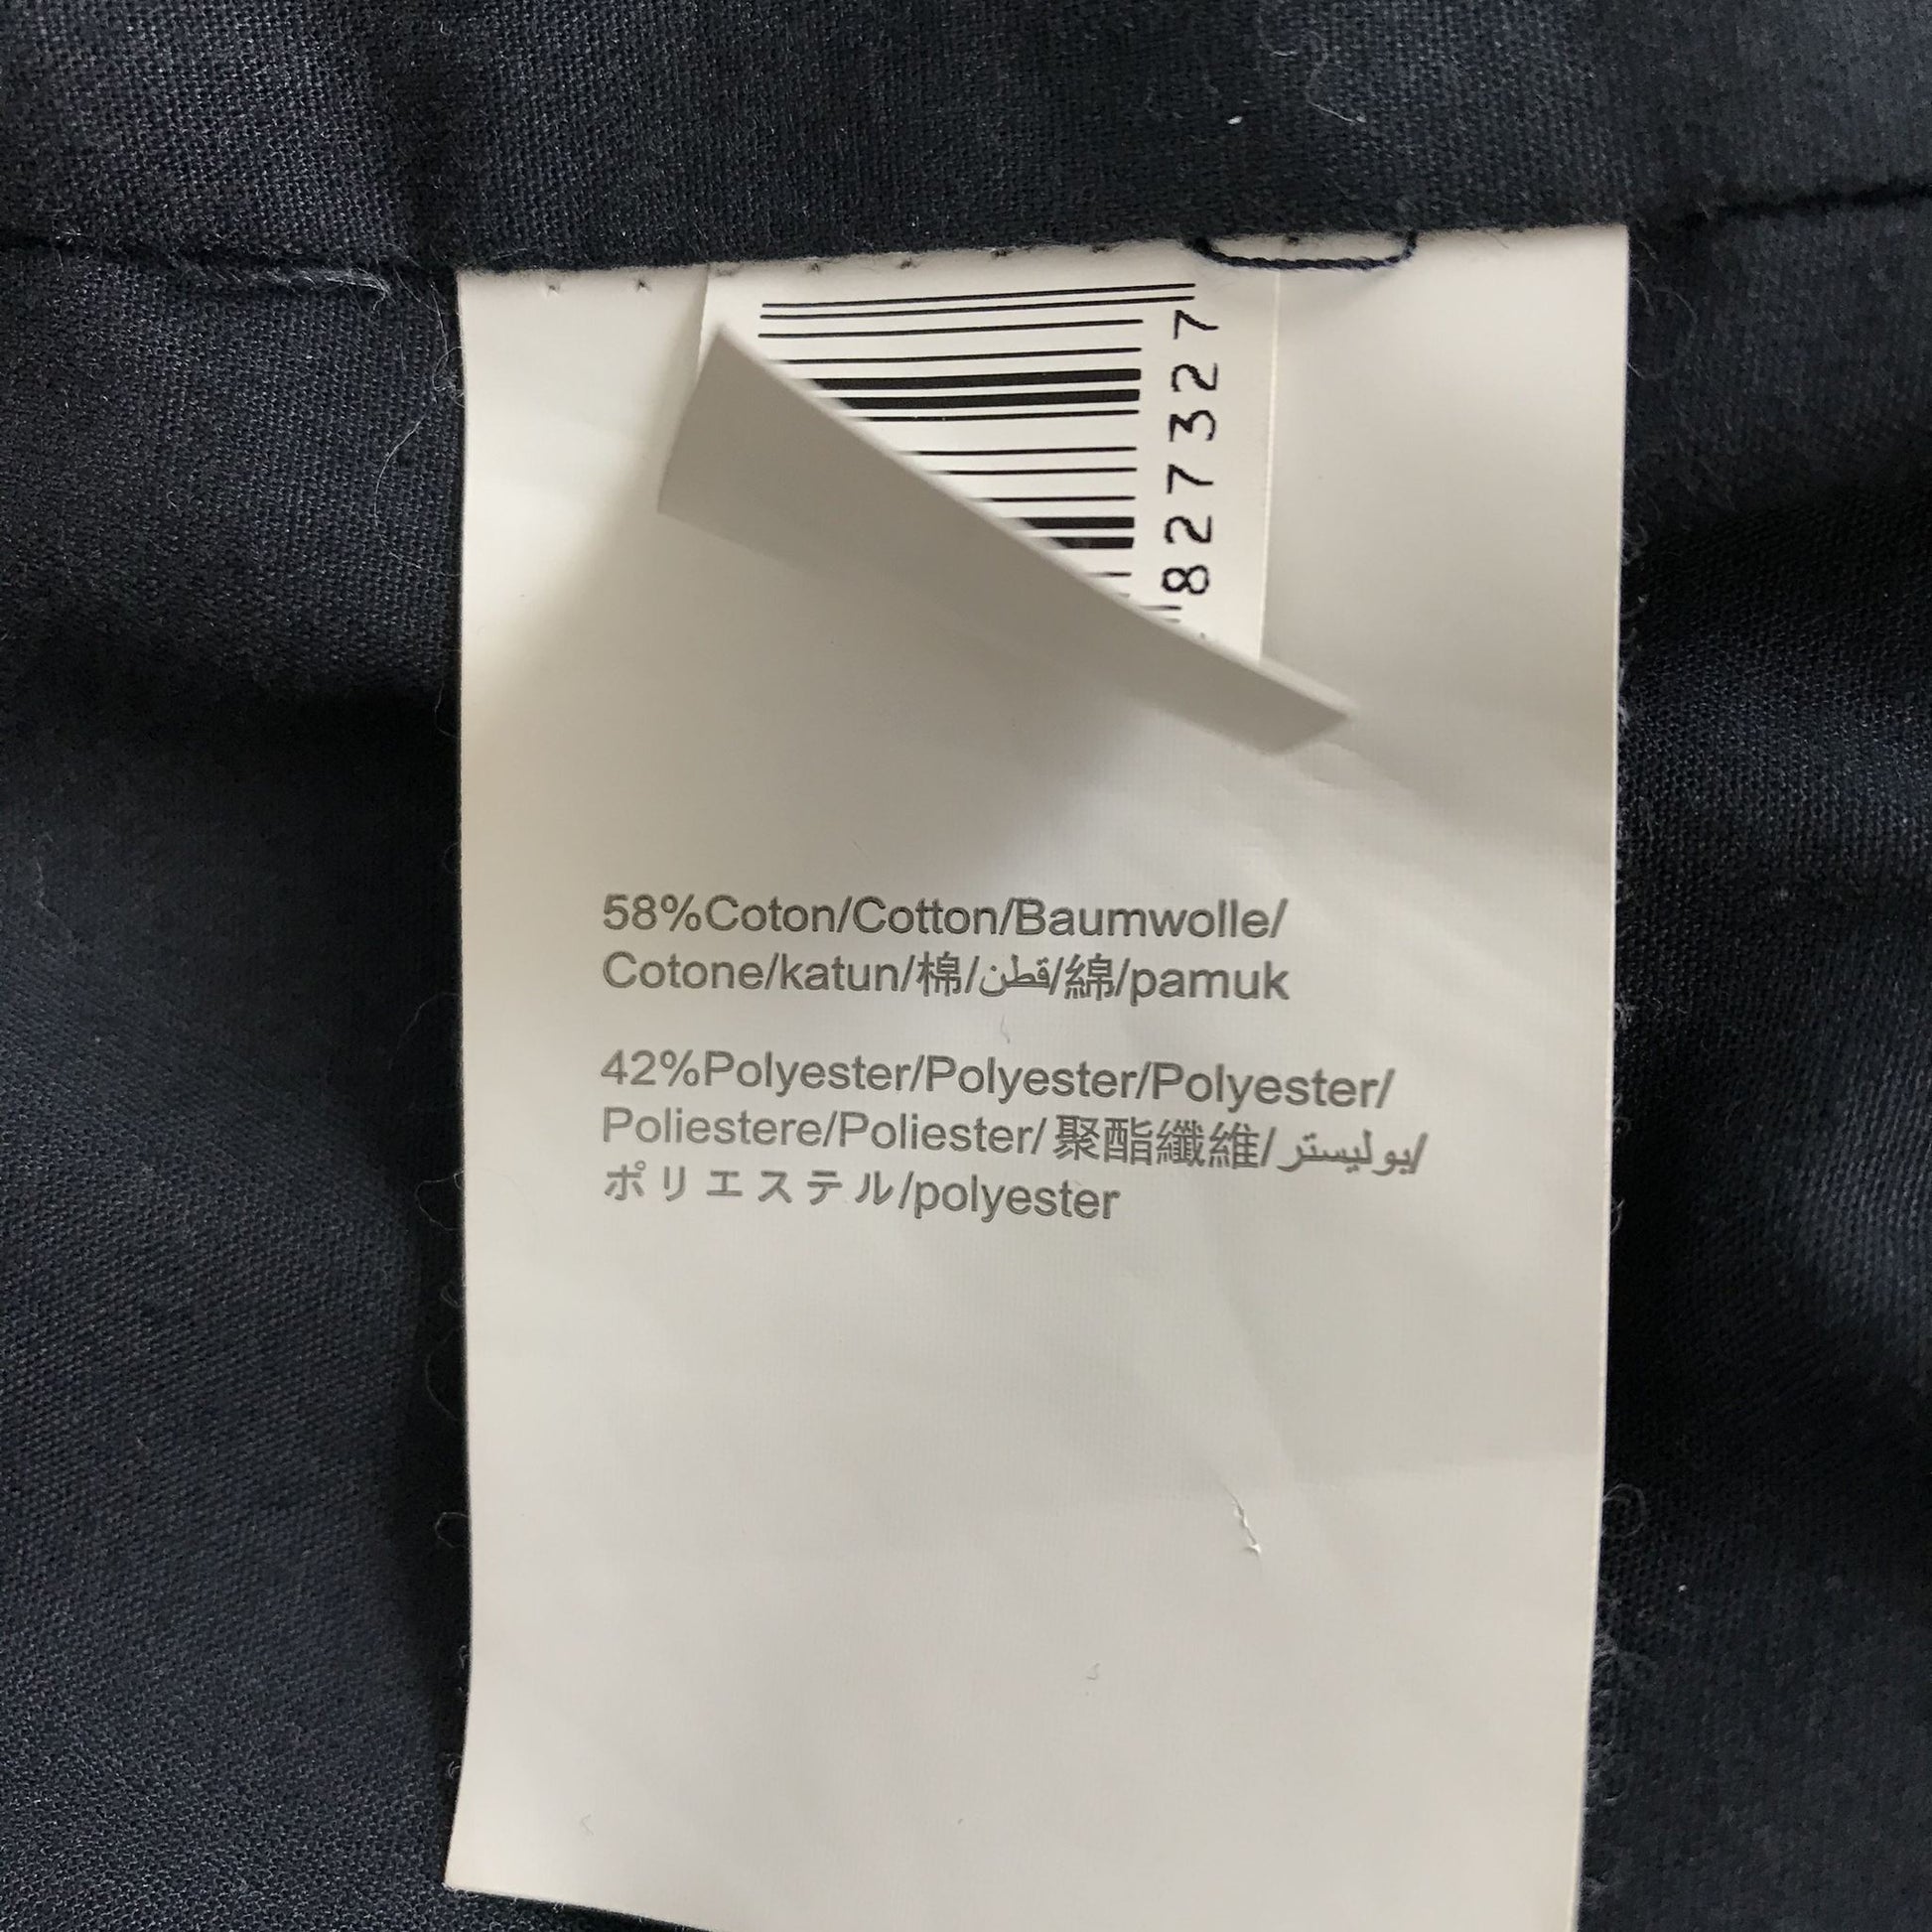 827327
58%Coton/Cotton/Baumwolle/
Cotone/katun/棉/قطن/綿/pamuk
42%Polyester/Polyester/Polyester/
Poliestere/Poliester/聚酯纖維/بوليستر/
ポリエステル/polyester